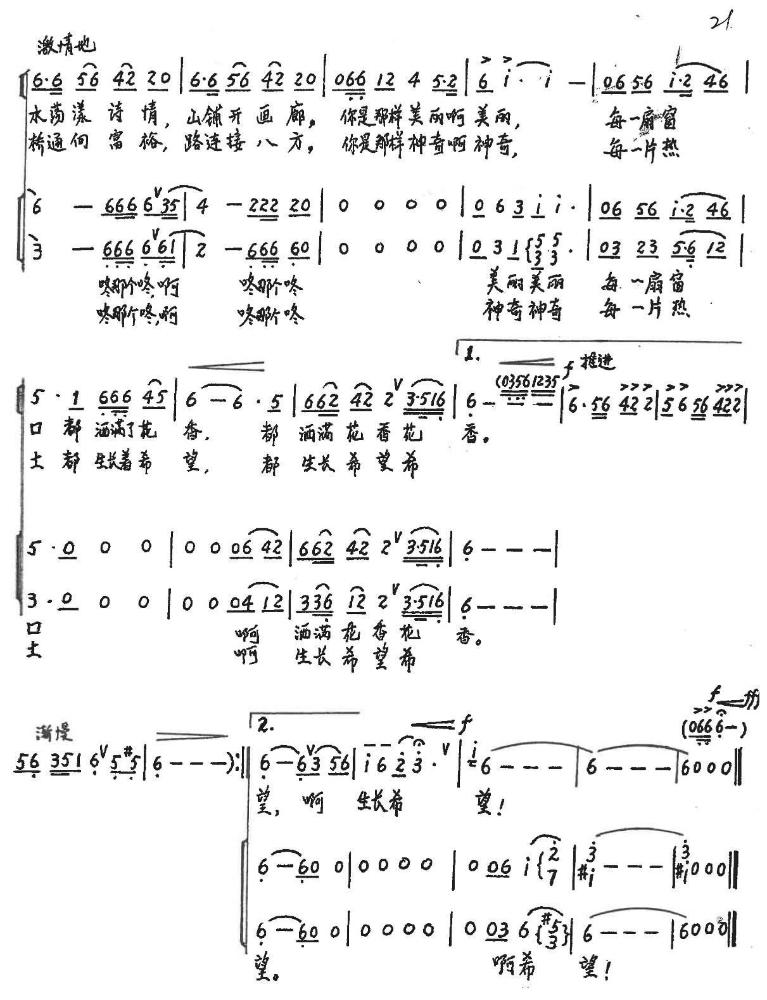 21
激情地
6·6 56 42 20 | 6·6 56 42 20 | 066 12 4 5·2 | 6 i· i — | 06 56 i·2 46 |
水荡漾诗情，山铺开画廊。你是那样美丽啊美丽， 每一扇窗
桥通向富裕，路连接八方。你是那样神奇啊神奇， 每一片热
6 — 666 6 V 35 | 4 — 222 20 | 0 0 0 0 | 0 6 3 i i· | 06 56 i·2 46 |
3 — 666 6 V 61 | 2 — 666 60 | 0 0 0 0 | 0 3 1 {5/3 5/3· | 03 23 5·6 12 |
咚那个咚，啊 咚那个咚 美丽美丽 每一扇窗
咚那个咚，啊 咚那个咚 神奇神奇 每一片热
1. f 推进
(0356 1235
5· 1 666 45 | 6 — 6· 5 | 662 42 2 V 3·516 | 6 — — — | 6·56 42 2 | 5 6 56 422 |
口 都 洒满了花 香， 都 洒满 花香花 香。
土 都 生长着希 望， 都 生长 希望希
5· 0 0 0 | 0 0 06 42 | 662 42 2 V 3·516 | 6 — — — |
3· 0 0 0 | 0 0 04 12 | 336 12 2 V 3·516 | 6 — — — |
口 啊 洒满 花香花 香。
土 啊 生长 希望希
f fff
渐慢 2. f (066 6—)
56 351 6 V 5 #5 | 6 — — — ) :‖ 6 — 6 V 3 56 | i 6 2 3· V | i 6 — — — | 6 — — — | 6 0 0 0 ‖
望， 啊 生长希 望！
6 — 60 0 | 0 0 0 0 | 0 06 i {2/7 | 3/#i — — — | 3/#i 0 0 0 ‖
6 — 60 0 | 0 0 0 0 | 0 03 6 {#5/3} | 6 — — — | 6 0 0 0 ‖
望。 啊希 望！